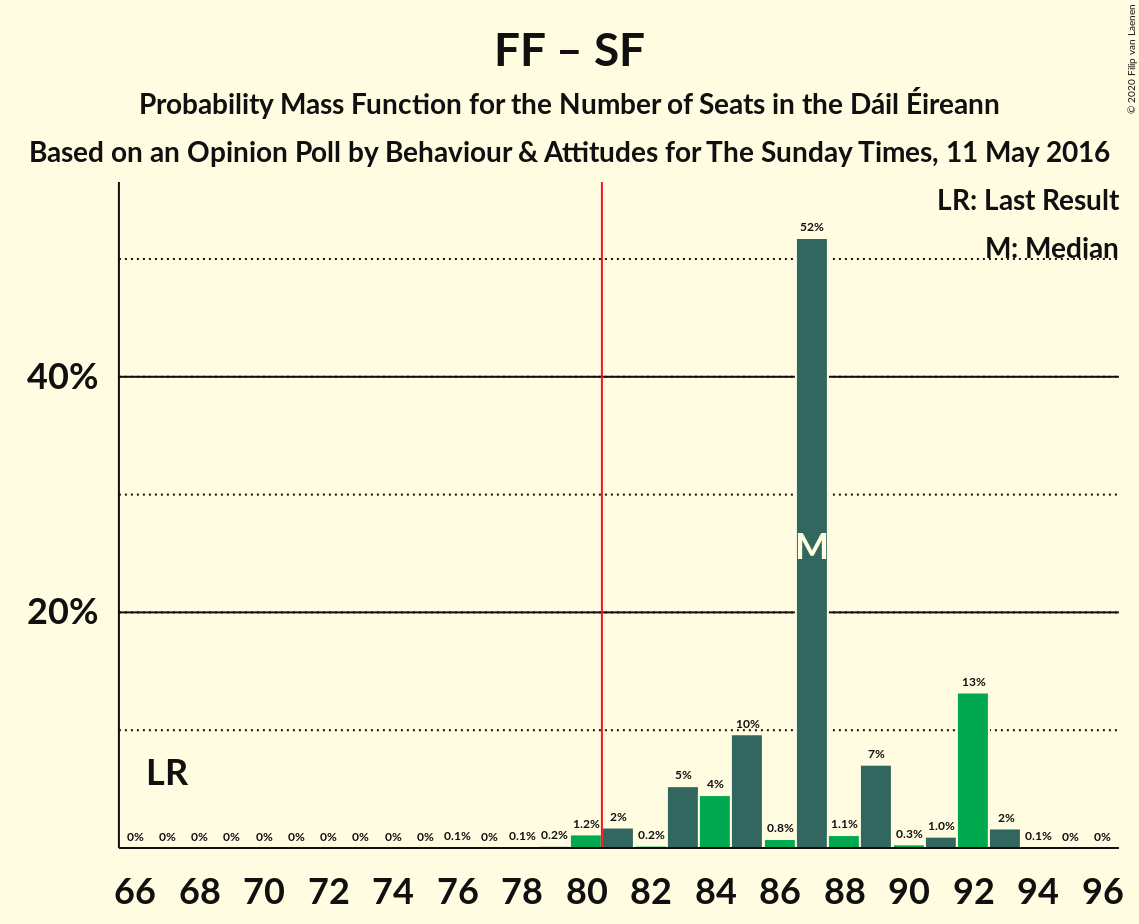 FF – SF
Probability Mass Function for the Number of Seats in the Dáil Éireann
Based on an Opinion Poll by Behaviour & Attitudes for The Sunday Times, 11 May 2016
© 2020 Filip van Laenen
LR: Last Result
M: Median
40%
20%
LR
M
0% 0% 0% 0% 0% 0% 0% 0% 0% 0% 0.1% 0% 0.1% 0.2% 1.2% 2% 0.2% 5% 4% 10% 0.8% 52% 1.1% 7% 0.3% 1.0% 13% 2% 0.1% 0% 0%
66 68 70 72 74 76 78 80 82 84 86 88 90 92 94 96